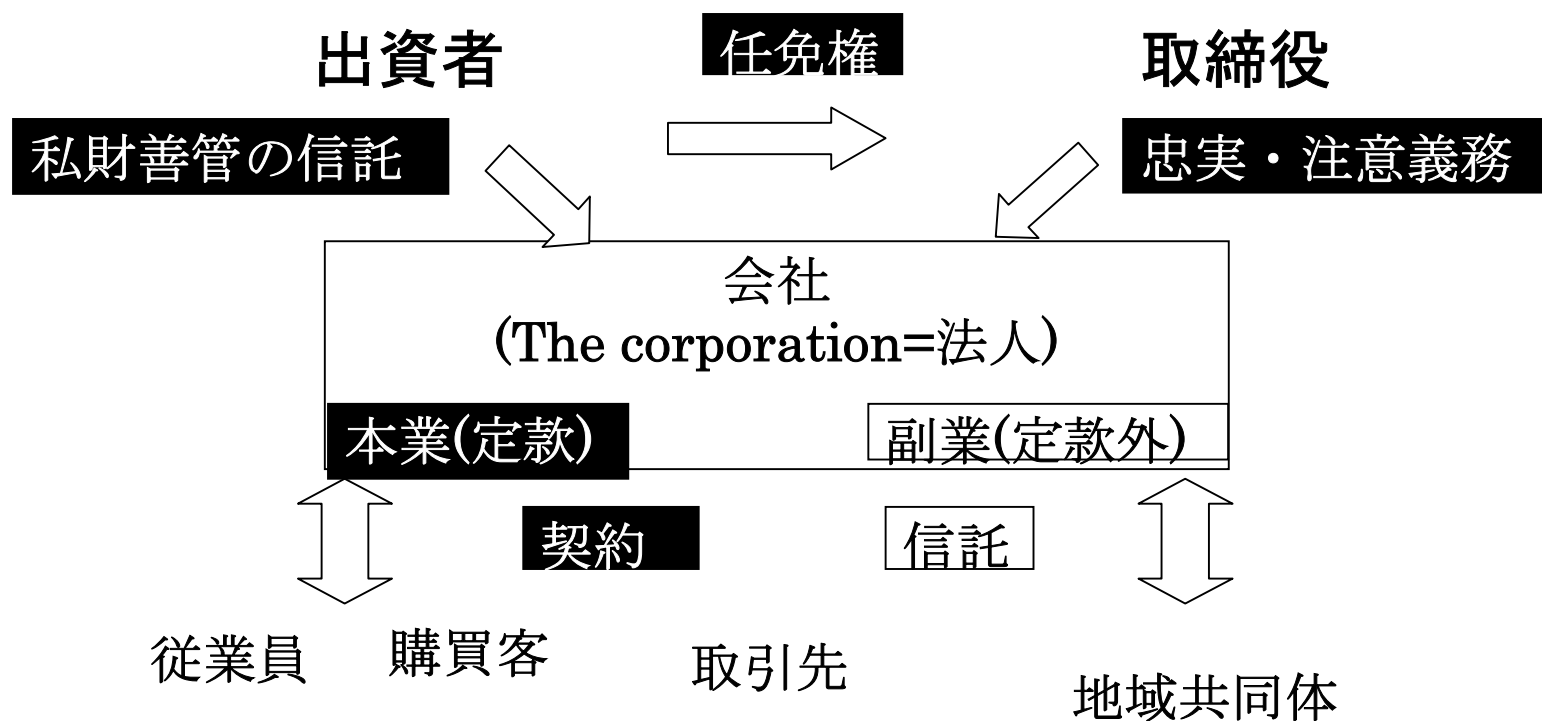 出資者
任免権
取締役
私財善管の信託
忠実・注意義務
会社
(The corporation=法人)
本業(定款)
副業(定款外)
契約
信託
従業員
購買客
取引先
地域共同体